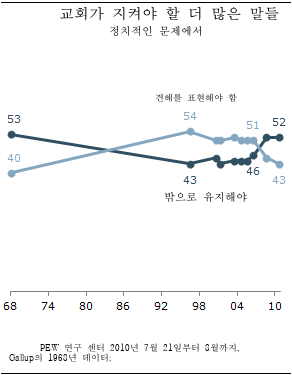 교회가 지켜야 할 더 많은 말들
정치적인 문제에서
견해를 표현해야 함
53
54
51
52
40
43
46
43
밖으로 유지해야
68 74 80 86 92 98 04 10
PEW 연구 센터 2010년 7월 21일부터 8월까지,
Gallup의 1968년 데이터;